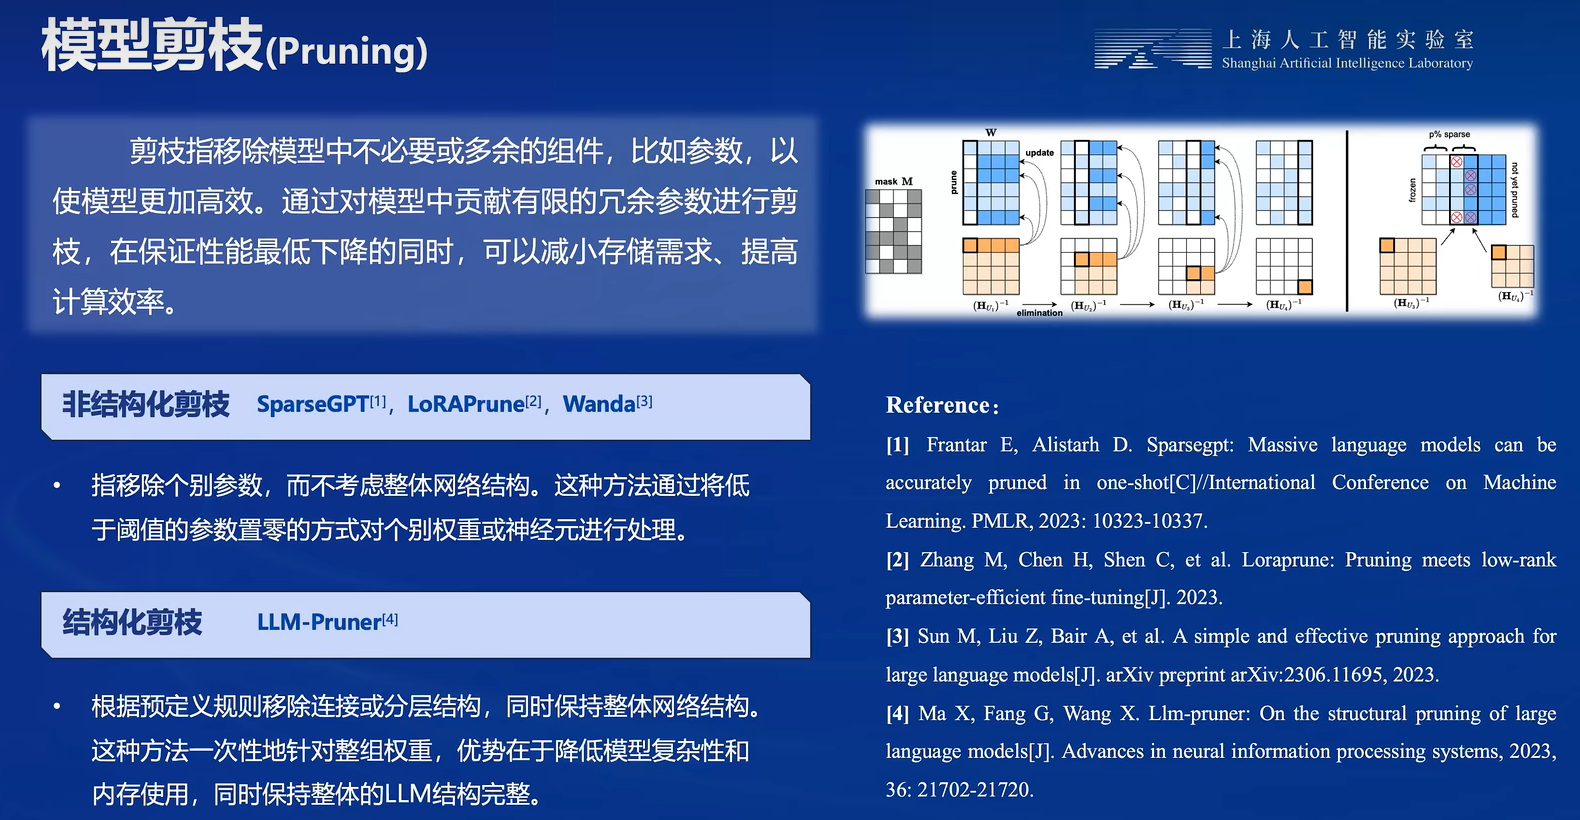 模型剪枝(Pruning)
上海人工智能实验室
Shanghai Artificial Intelligence Laboratory
剪枝指移除模型中不必要或多余的组件，比如参数，以
使模型更加高效。通过对模型中贡献有限的冗余参数进行剪
枝，在保证性能最低下降的同时，可以减小存储需求、提高
计算效率。
mask M
W
prune
update
(H_{U_1})^{-1}
elimination
(H_{U_2})^{-1}
(H_{U_3})^{-1}
(H_{U_4})^{-1}
p% sparse
frozen
not yet pruned
(H_{U_3})^{-1}
(H_{U_4})^{-1}
非结构化剪枝 SparseGPT[1]，LoRAPrune[2]，Wanda[3]
• 指移除个别参数，而不考虑整体网络结构。这种方法通过将低
于阈值的参数置零的方式对个别权重或神经元进行处理。
结构化剪枝 LLM-Pruner[4]
• 根据预定义规则移除连接或分层结构，同时保持整体网络结构。
这种方法一次性地针对整组权重，优势在于降低模型复杂性和
内存使用，同时保持整体的LLM结构完整。
Reference：
[1] Frantar E, Alistarh D. Sparsegpt: Massive language models can be
accurately pruned in one-shot[C]//International Conference on Machine
Learning. PMLR, 2023: 10323-10337.
[2] Zhang M, Chen H, Shen C, et al. Loraprune: Pruning meets low-rank
parameter-efficient fine-tuning[J]. 2023.
[3] Sun M, Liu Z, Bair A, et al. A simple and effective pruning approach for
large language models[J]. arXiv preprint arXiv:2306.11695, 2023.
[4] Ma X, Fang G, Wang X. Llm-pruner: On the structural pruning of large
language models[J]. Advances in neural information processing systems, 2023,
36: 21702-21720.